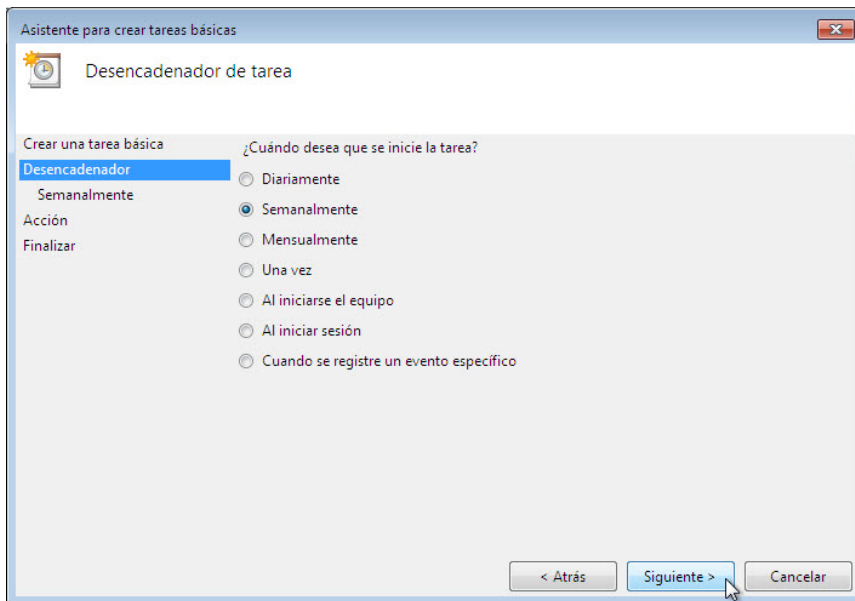 Asistente para crear tareas básicas
Desencadenador de tarea
Crear una tarea básica
Desencadenador
Semanalmente
Acción
Finalizar
¿Cuándo desea que se inicie la tarea?
Diariamente
Semanalmente
Mensualmente
Una vez
Al iniciarse el equipo
Al iniciar sesión
Cuando se registre un evento específico
< Atrás
Siguiente >
Cancelar